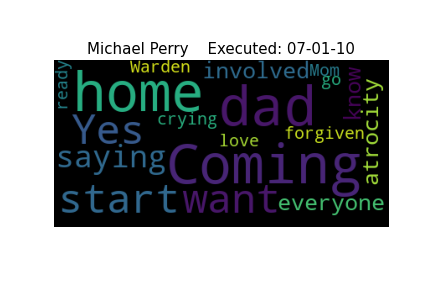 Michael Perry    Executed: 07-01-10
ready Warden involved Mom go know
home dad atrocity
Yes crying love forgiven
saying Coming
start want everyone